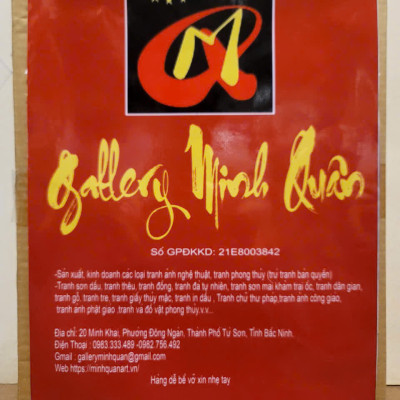 M
Gallery Minh Quân
Số GPĐKKD: 21E8003842
-Sản xuất, kinh doanh các loại tranh ảnh nghệ thuật, tranh phong thủy (trừ tranh bản quyền)
-Tranh sơn dầu, tranh thêu, tranh đồng, tranh đá tự nhiên, tranh sơn mài khảm trai ốc, tranh dân gian,
tranh gỗ, tranh tre, tranh giấy thủy mặc, tranh in dầu , Tranh chữ thư pháp,tranh ảnh công giáo,
tranh ảnh phật giáo .tranh và đồ vật phong thủy.v.v...
Địa chỉ: 20 Minh Khai, Phường Đông Ngàn, Thành Phố Từ Sơn, Tỉnh Bắc Ninh.
Điện Thoại : 0983.333.489 -0982.756.492
Gmail : galleryminhquan@gmail.com
Web https://minhquanart.vn/
Hàng dễ bể vỡ xin nhẹ tay